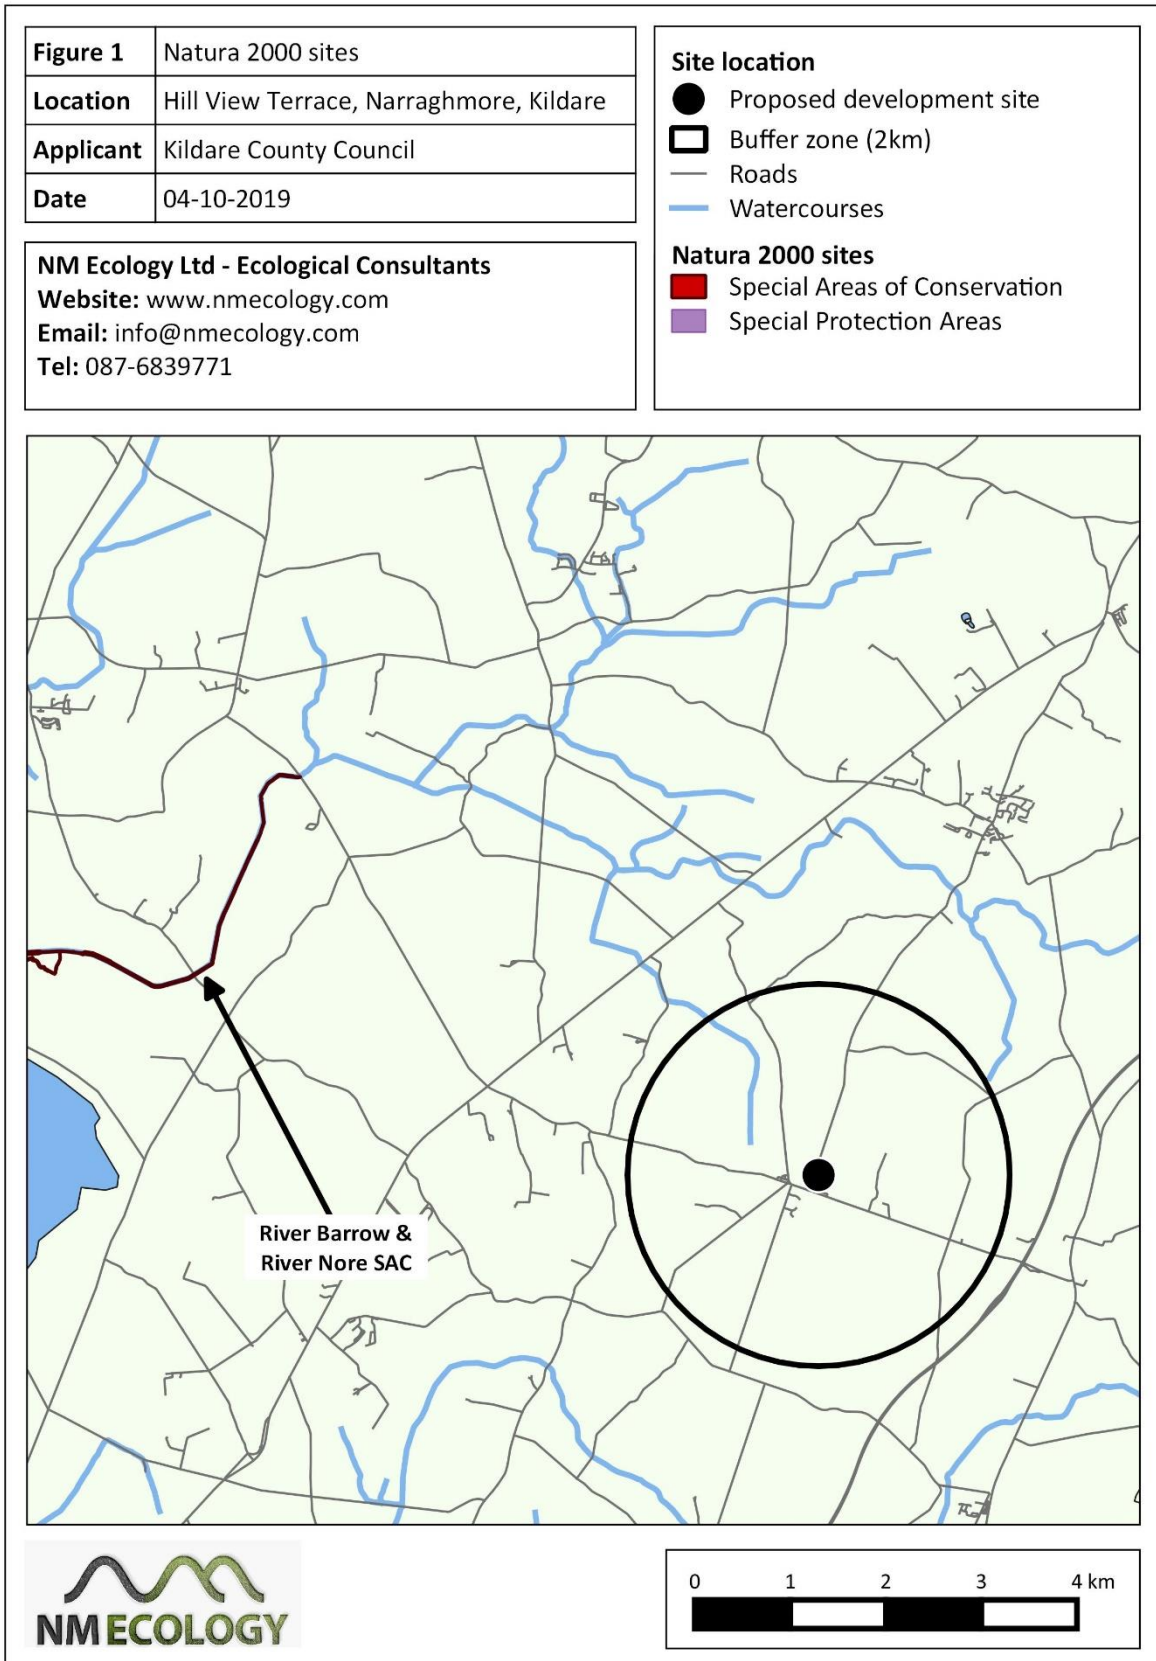 Figure 1 Natura 2000 sites
Location Hill View Terrace, Narraghmore, Kildare
Applicant Kildare County Council
Date 04-10-2019
NM Ecology Ltd - Ecological Consultants
Website: www.nmecology.com
Email: info@nmecology.com
Tel: 087-6839771
Site location
Proposed development site
Buffer zone (2km)
Roads
Watercourses
Natura 2000 sites
Special Areas of Conservation
Special Protection Areas
River Barrow &
River Nore SAC
NM ECOLOGY
0 1 2 3 4 km